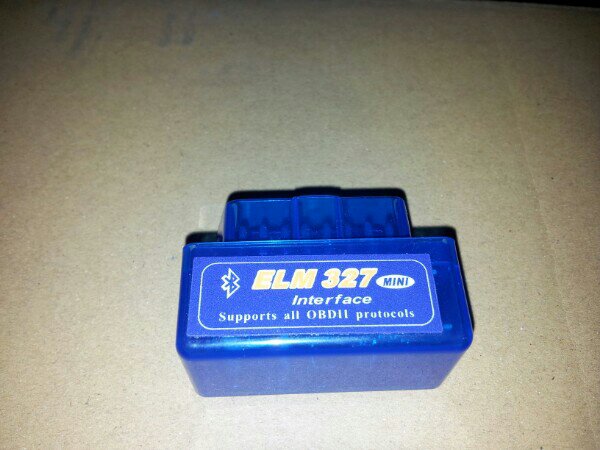 ELM 327 MINI
Interface
Supports all OBDII protocols